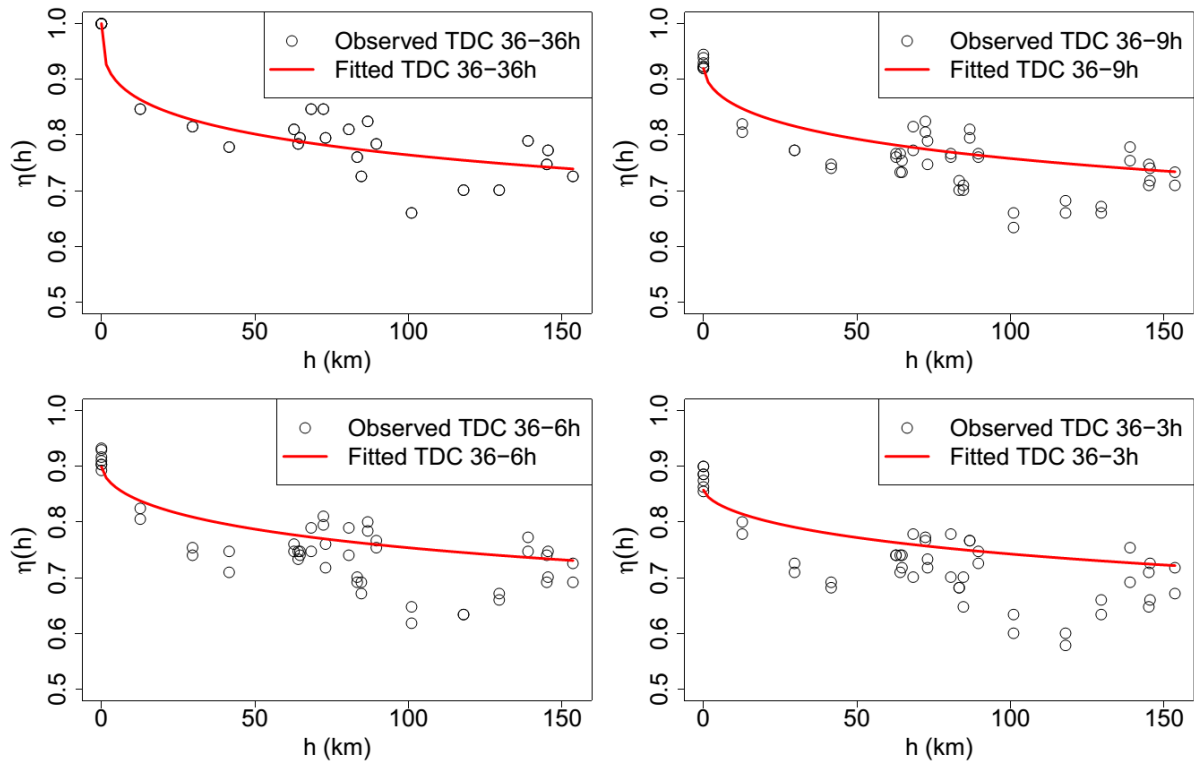 Observed TDC 36−36h
Fitted TDC 36−36h
η(h)
1.0
0.9
0.8
0.7
0.6
0.5
0
50
100
150
h (km)
Observed TDC 36−9h
Fitted TDC 36−9h
η(h)
1.0
0.9
0.8
0.7
0.6
0.5
0
50
100
150
h (km)
Observed TDC 36−6h
Fitted TDC 36−6h
η(h)
1.0
0.9
0.8
0.7
0.6
0.5
0
50
100
150
h (km)
Observed TDC 36−3h
Fitted TDC 36−3h
η(h)
1.0
0.9
0.8
0.7
0.6
0.5
0
50
100
150
h (km)